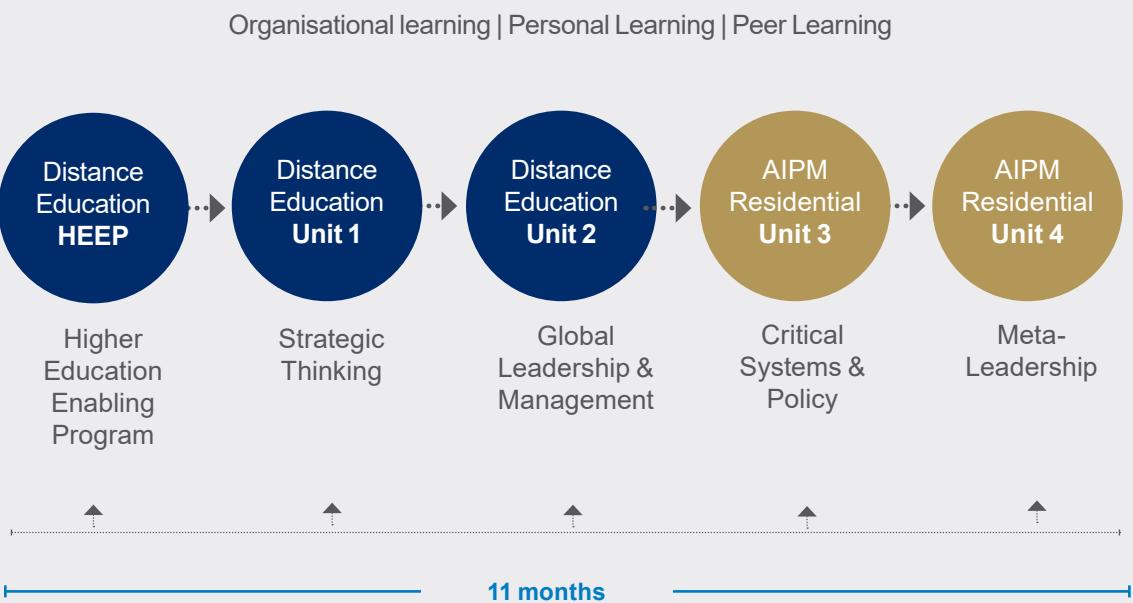 Organisational learning | Personal Learning | Peer Learning
Distance
Education
HEEP
Distance
Education
Unit 1
Distance
Education
Unit 2
AIPM
Residential
Unit 3
AIPM
Residential
Unit 4
Higher
Education
Enabling
Program
Strategic
Thinking
Global
Leadership &
Management
Critical
Systems &
Policy
Meta-
Leadership
11 months